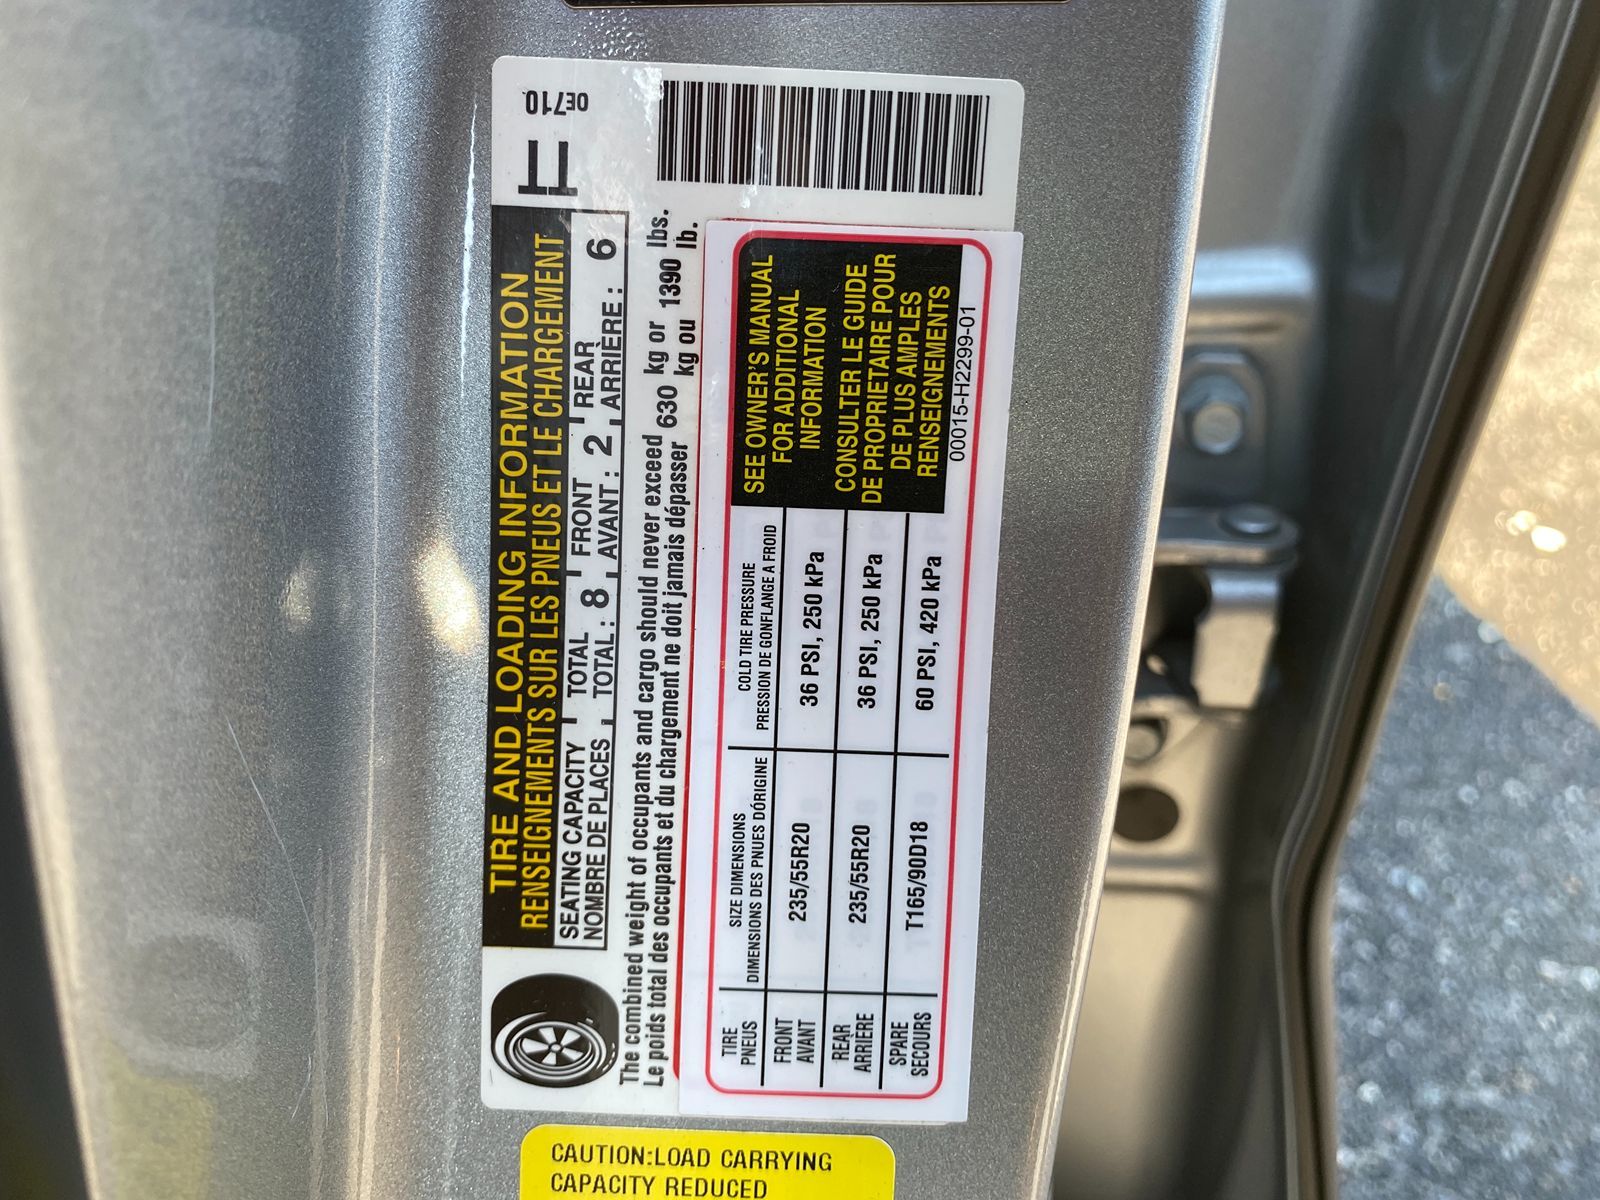 TIRE AND LOADING INFORMATION
RENSEIGNEMENTS SUR LES PNEUS ET LE CHARGEMENT
0E710
SEATING CAPACITY TOTAL 8 FRONT 2 REAR 6
NOMBRE DE PLACES TOTAL : AVANT : ARRIÈRE :
The combined weight of occupants and cargo should never exceed 630 kg or 1390 lbs.
Le poids total des occupants et du chargement ne doit jamais dépasser kg ou lb.
TIRE SIZE DIMENSIONS COLD TIRE PRESSURE
PNEUS DIMENSIONS DES PNUES DÓRIGINE PRESSION DE GONFLANGE A FROID
FRONT
AVANT 235/55R20 36 PSI, 250 kPa
REAR
ARRIERE 235/55R20 36 PSI, 250 kPa
SPARE
SECOURS T165/90D18 60 PSI, 420 kPa
SEE OWNER'S MANUAL
FOR ADDITIONAL
INFORMATION
CONSULTER LE GUIDE
DE PROPRIETAIRE POUR
DE PLUS AMPLES
RENSEIGNEMENTS
00015-H2299-01
CAUTION:LOAD CARRYING
CAPACITY REDUCED